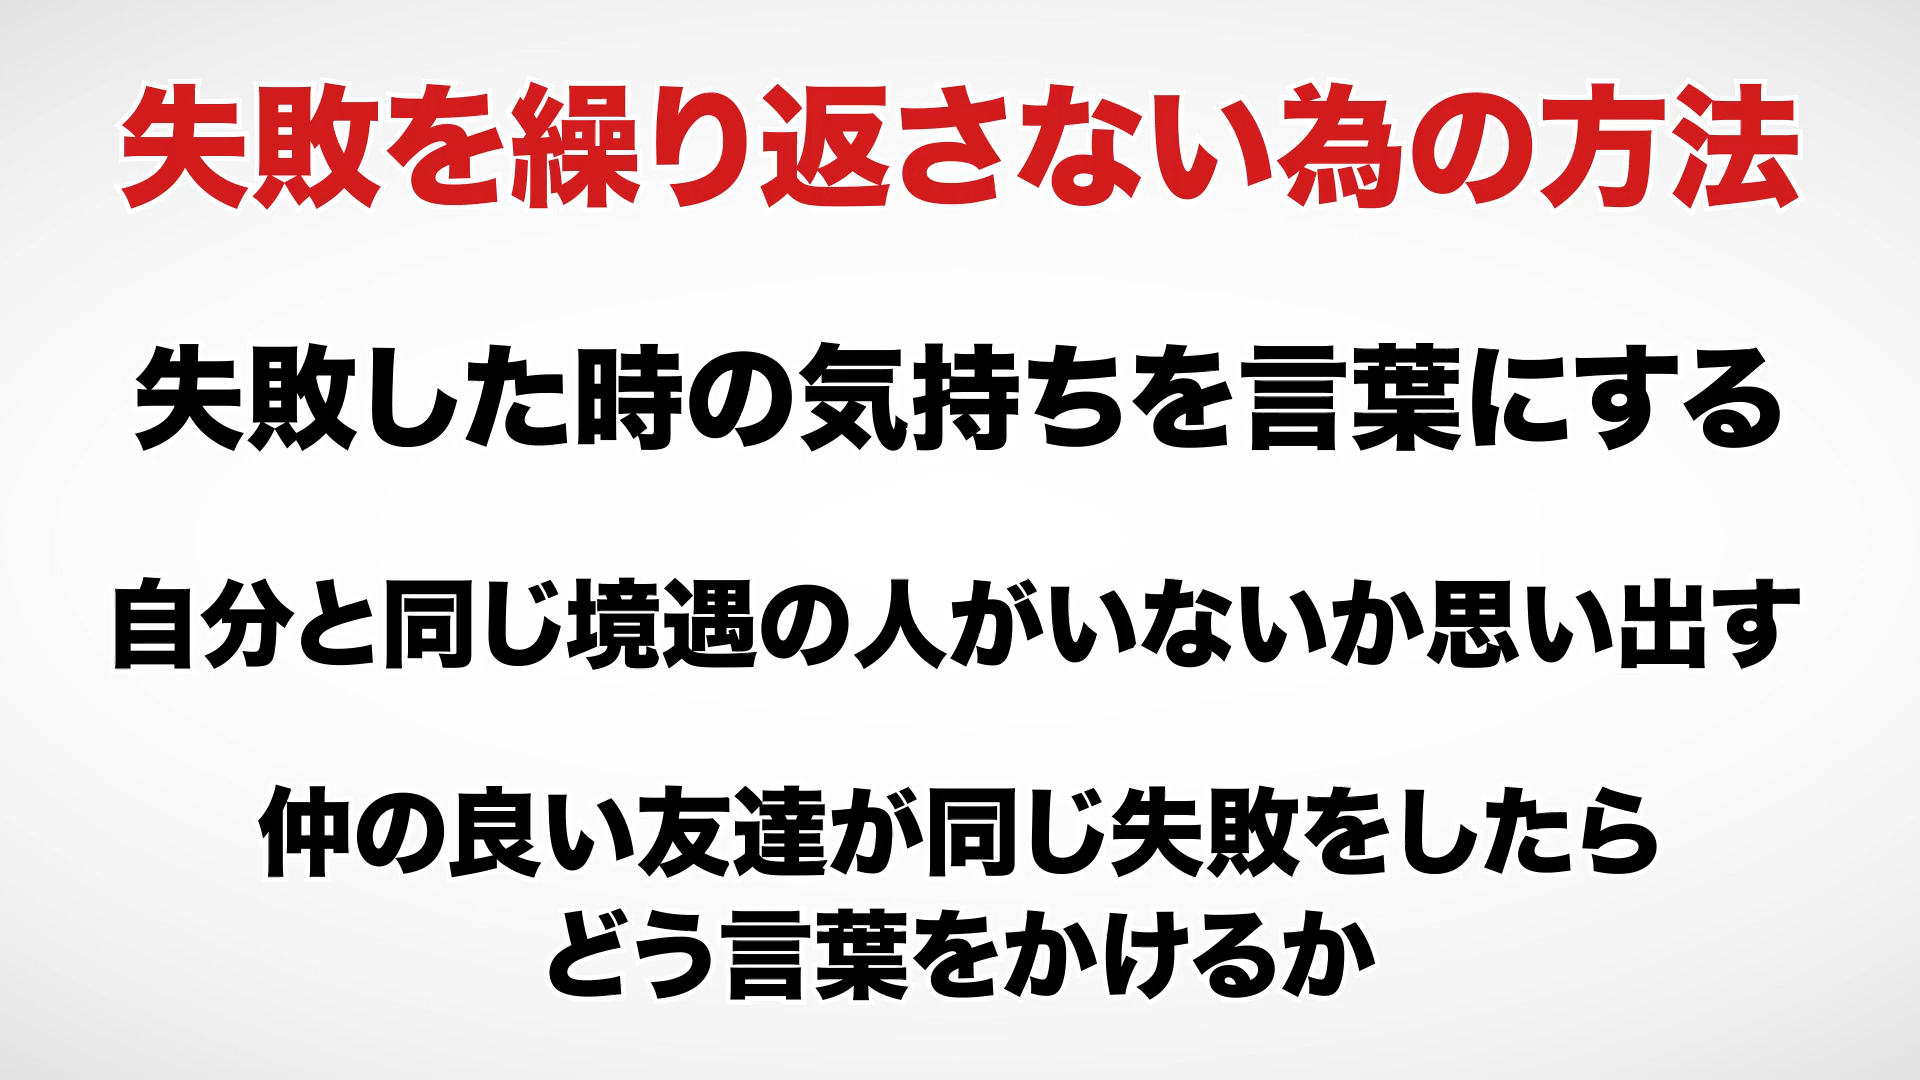 失敗を繰り返さない為の方法
失敗した時の気持ちを言葉にする
自分と同じ境遇の人がいないか思い出す
仲の良い友達が同じ失敗をしたら
どう言葉をかけるか